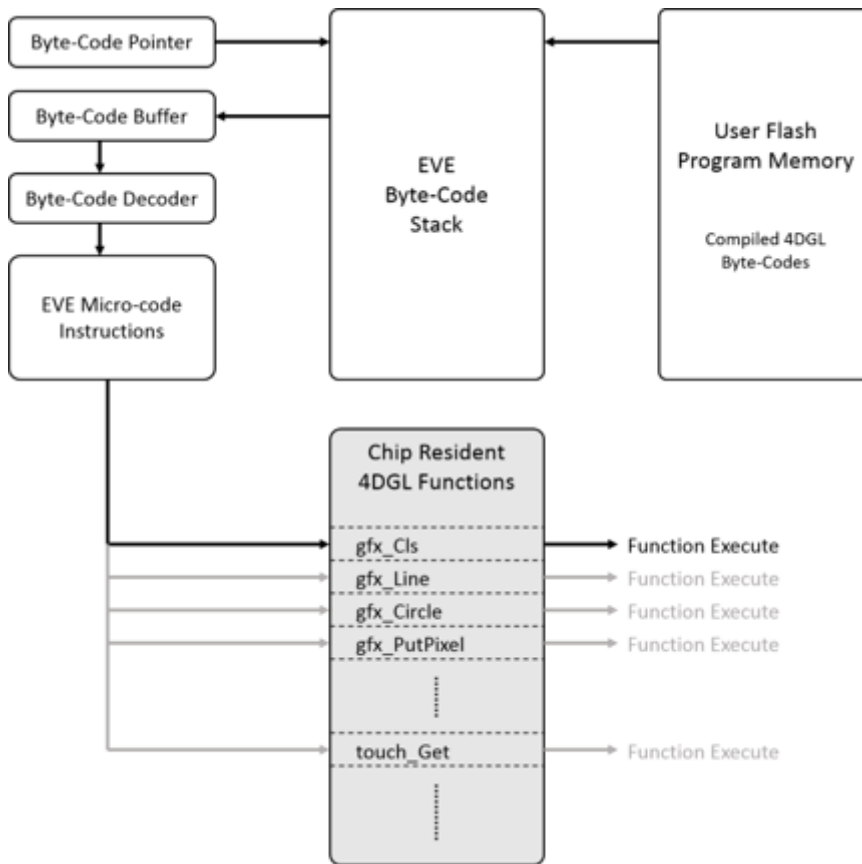 Byte-Code Pointer
Byte-Code Buffer
Byte-Code Decoder
EVE Micro-code
Instructions
EVE
Byte-Code
Stack
User Flash
Program Memory
Compiled 4DGL
Byte-Codes
Chip Resident
4DGL Functions
gfx_Cls
Function Execute
gfx_Line
Function Execute
gfx_Circle
Function Execute
gfx_PutPixel
Function Execute
touch_Get
Function Execute